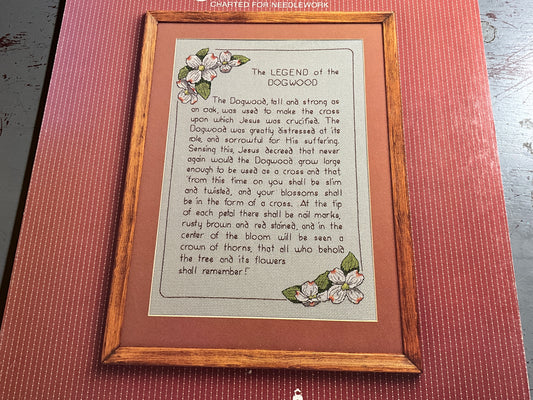 CHARTED FOR NEEDLEWORK
The LEGEND of the
DOGWOOD
The Dogwood, tall and strong as
an oak, was used to make the cross
upon which Jesus was crucified. The
Dogwood was greatly distressed at its
role, and sorrowful for His suffering.
Sensing this, Jesus decreed that never
again would the Dogwood grow large
enough to be used as a cross and that
"from this time on you shall be slim
and twisted, and your blossoms shall
be in the form of a cross. At the tip
of each petal there shall be nail marks,
rusty brown and red stained, and in the
center of the bloom will be seen a
crown of thorns, that all who behold
the tree and its flowers
shall remember!"